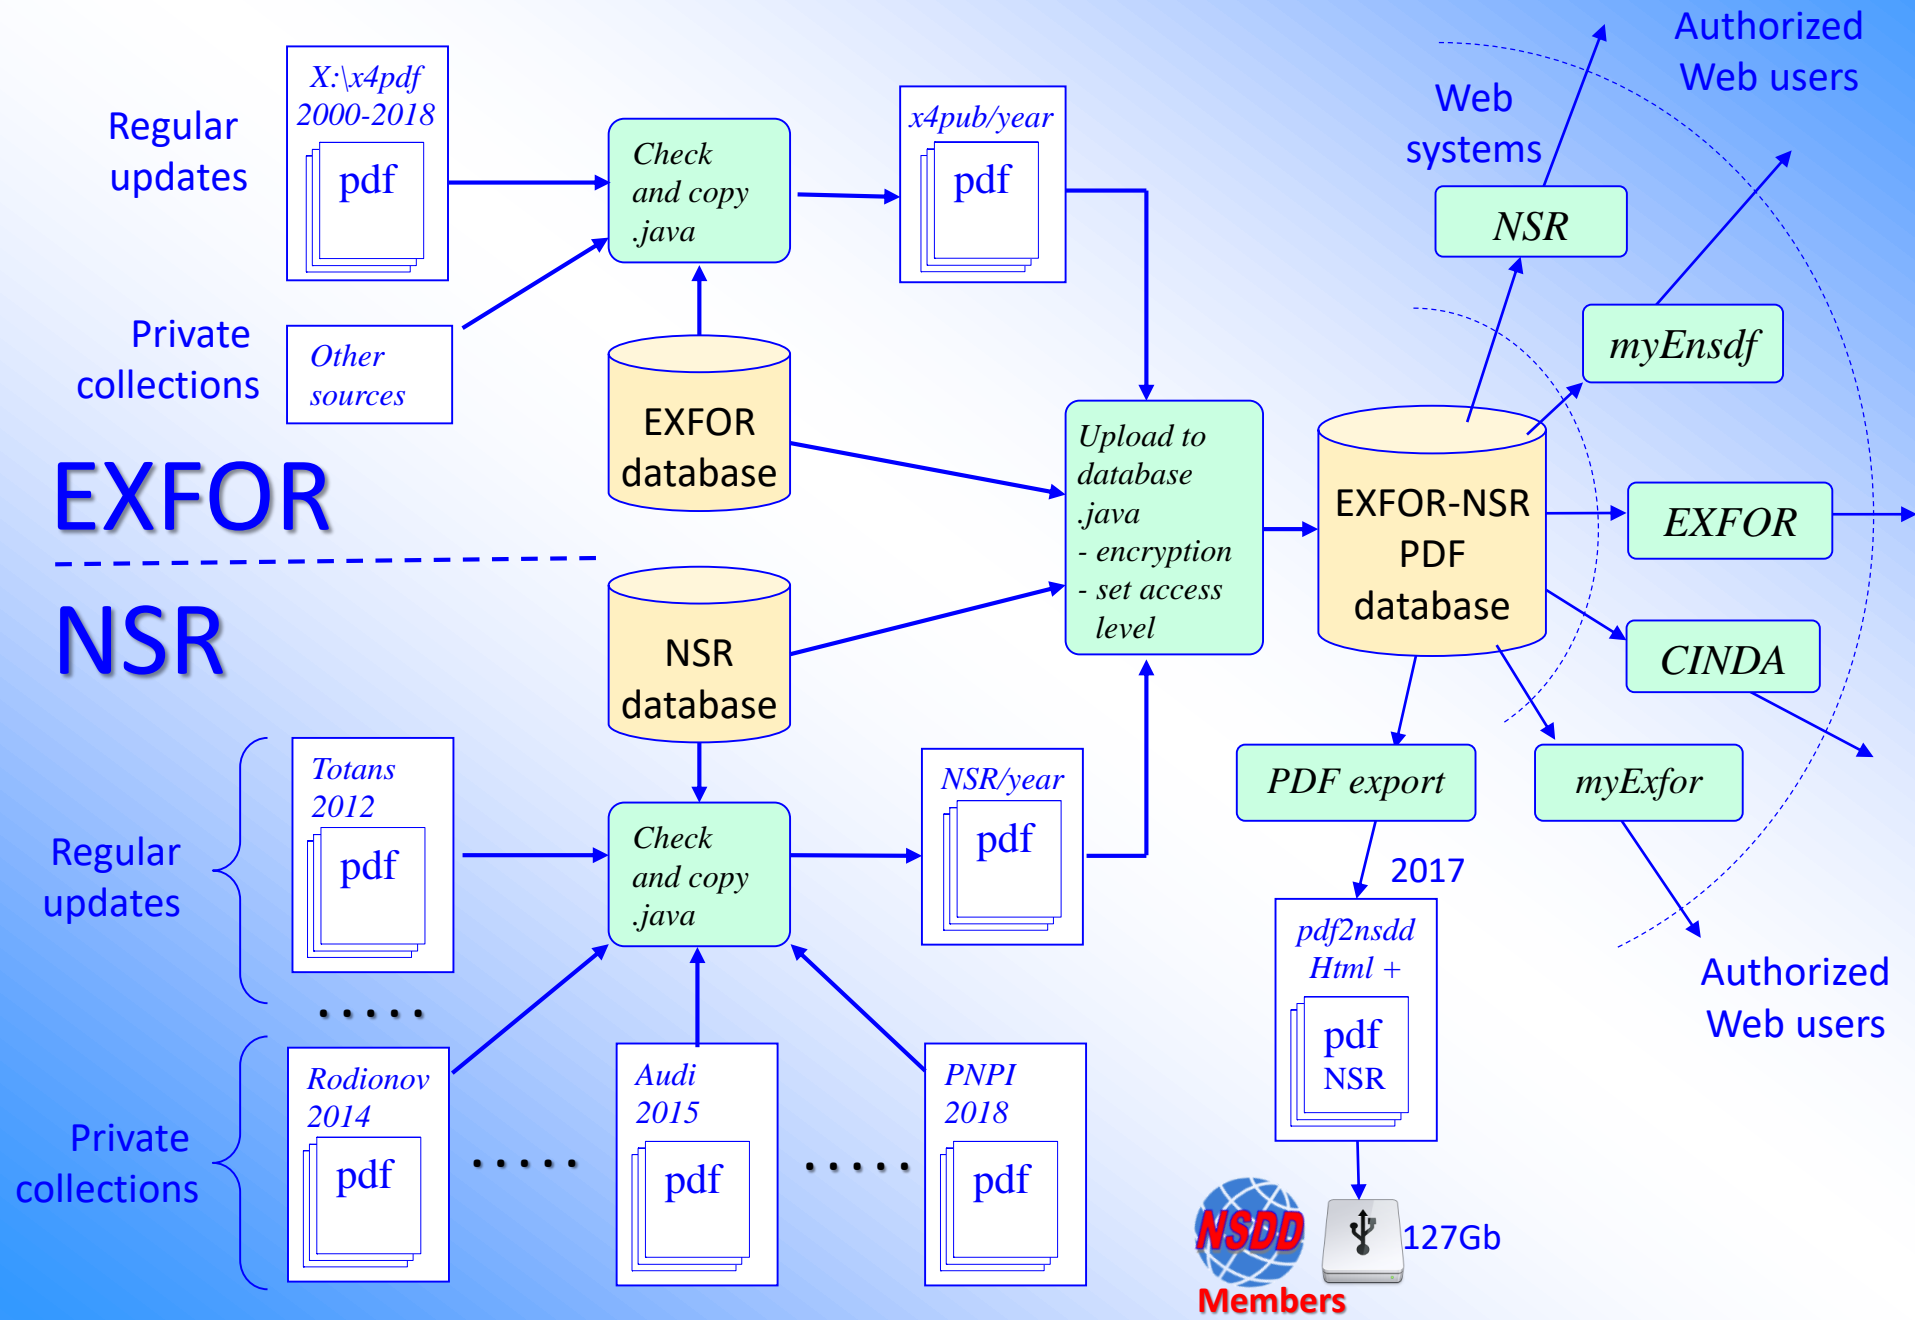 Authorized
Web users
X:\x4pdf
2000-2018
pdf
Regular
updates
Check
and copy
.java
x4pub/year
pdf
Web
systems
NSR
Private
collections
Other
sources
myEnsdf
EXFOR
database
Upload to
database
.java
- encryption
- set access
level
EXFOR-NSR
PDF
database
EXFOR
EXFOR
NSR
NSR
database
CINDA
PDF export
myExfor
Totans
2012
pdf
Regular
updates
Check
and copy
.java
NSR/year
pdf
2017
pdf2nsdd
Html +
pdf
NSR
Authorized
Web users
.....
Rodionov
2014
pdf
Private
collections
.....
Audi
2015
pdf
.....
PNPI
2018
pdf
NSDD
Members
127Gb